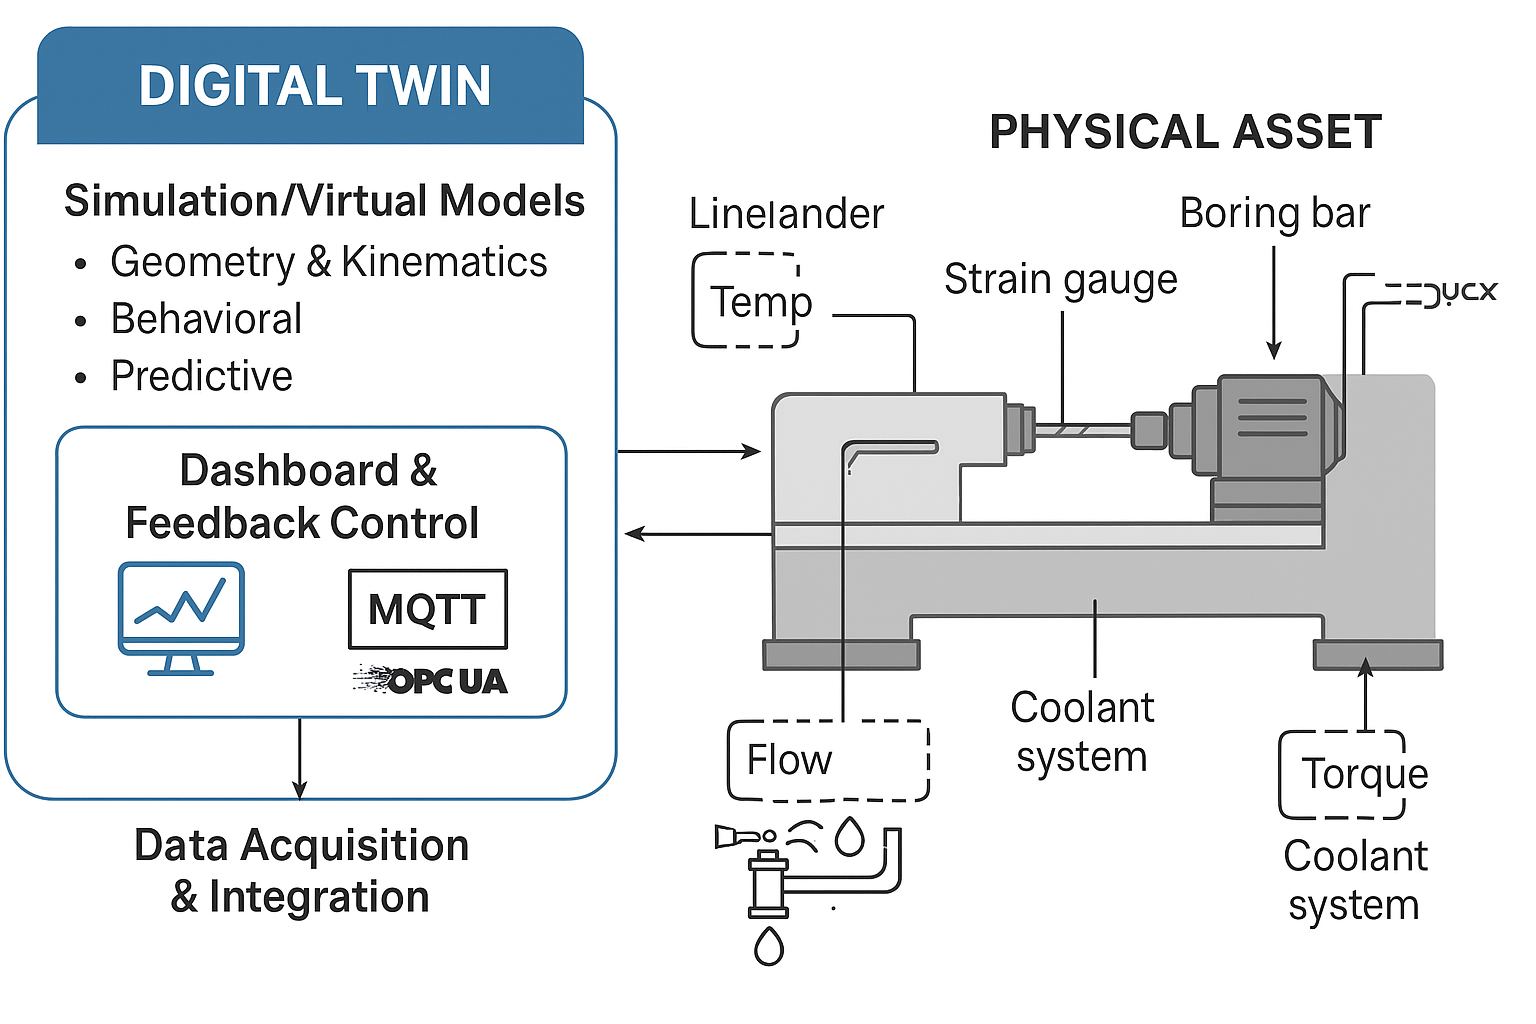 DIGITAL TWIN
Simulation/Virtual Models
• Geometry & Kinematics
• Behavioral
• Predictive
Dashboard &
Feedback Control
MQTT
OPC UA
Data Acquisition
& Integration
PHYSICAL ASSET
Linelander
Temp
Strain gauge
Boring bar
Flow
Coolant
system
Torque
Coolant
system